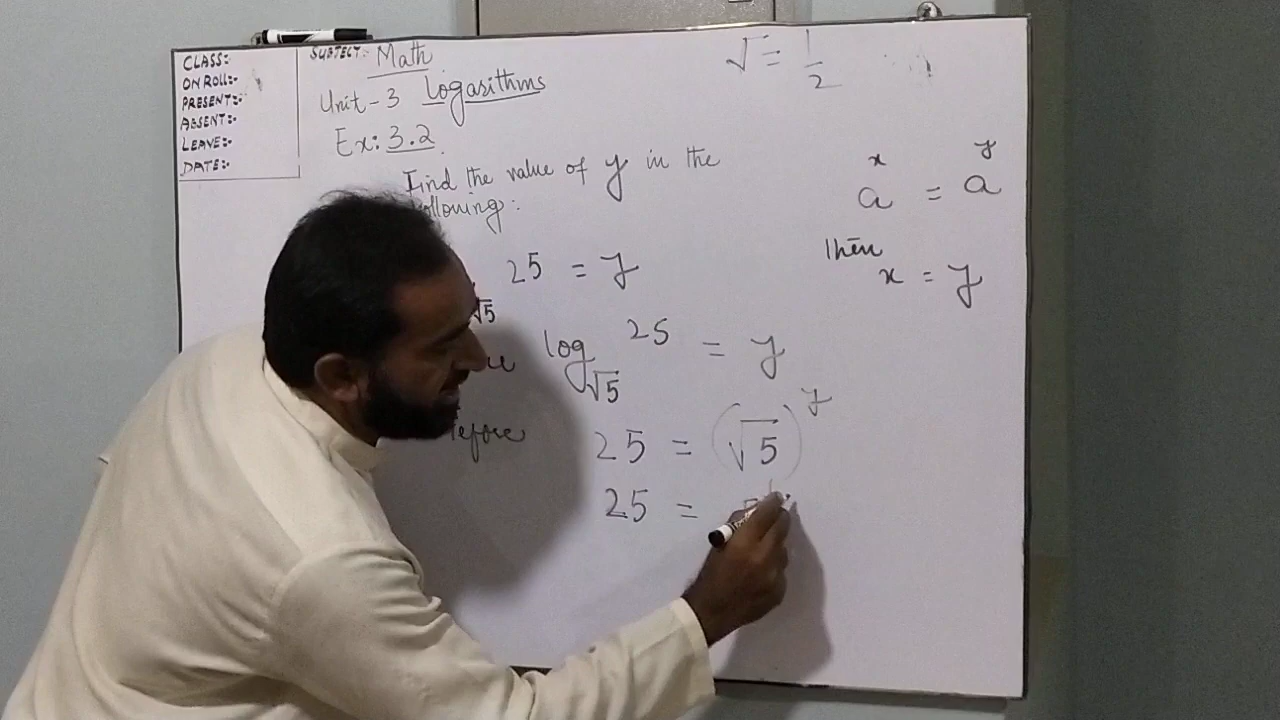 CLASS:-
ON ROLL:-
PRESENT:-
ABSENT:-
LEAVE:-
DATE:-
SUBJECT:- Math
Unit - 3 Logarithms
Ex: 3.2
Find the value of y in the
following:
25 = y
√5
log√5 25 = y
25 = (√5)^y
25 =
√ = 1/2
a^x = a^y
Then
x = y